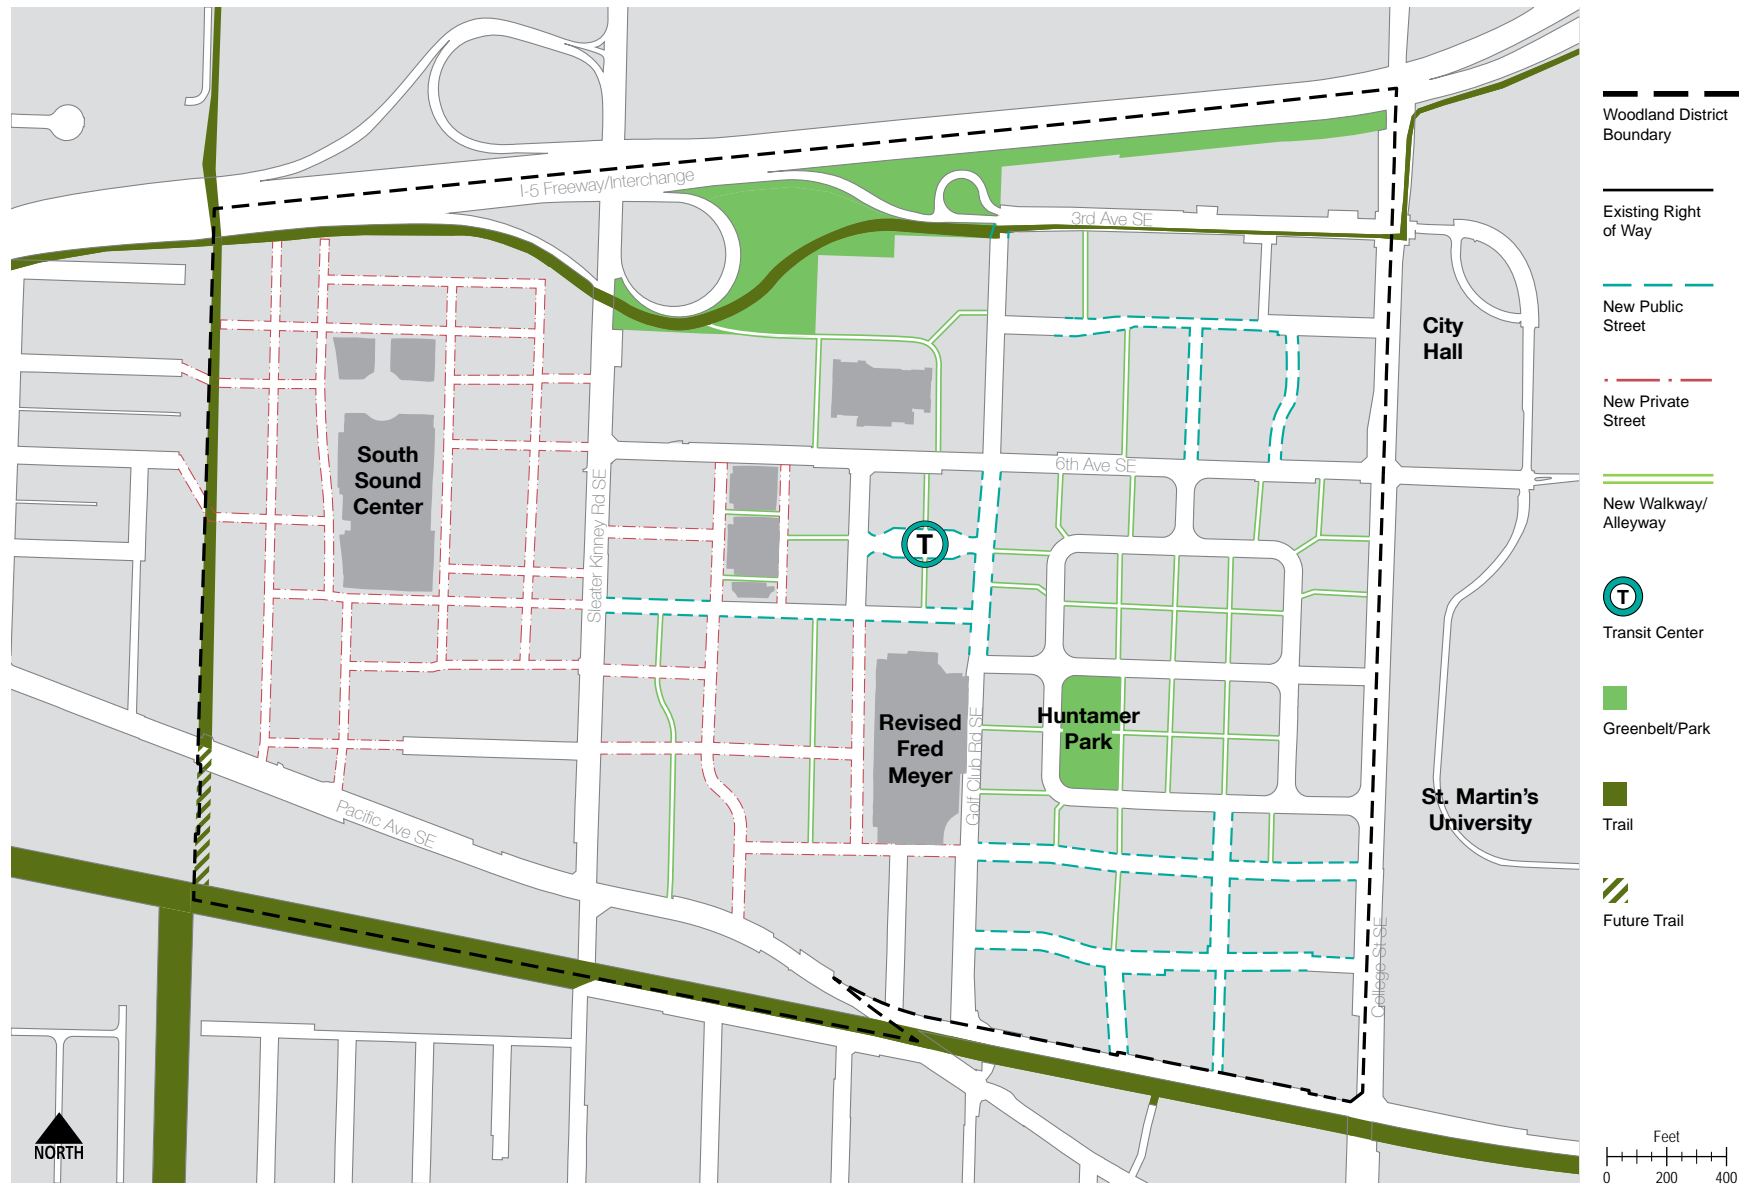 I-5 Freeway/Interchange
3rd Ave SE
City
Hall
South
Sound
Center
6th Ave SE
Sleater Kinney Rd SE
T
Revised
Fred
Meyer
Golf Club Rd SE
Huntamer
Park
St. Martin's
University
Pacific Ave SE
College St SE
NORTH
Woodland District
Boundary
Existing Right
of Way
New Public
Street
New Private
Street
New Walkway/
Alleyway
T
Transit Center
Greenbelt/Park
Trail
Future Trail
Feet
0 200 400